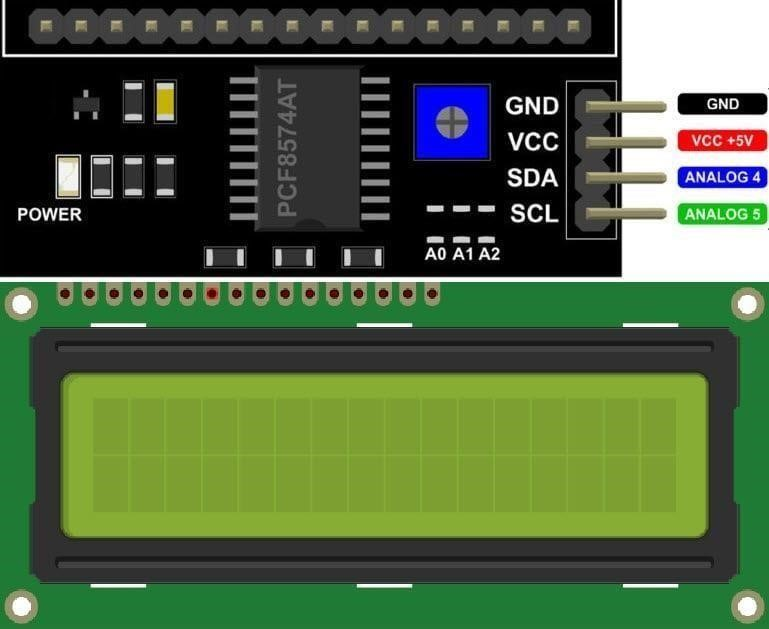 PCF8574AT
GND
VCC
SDA
SCL
GND
VCC +5V
ANALOG 4
ANALOG 5
POWER
A0 A1 A2